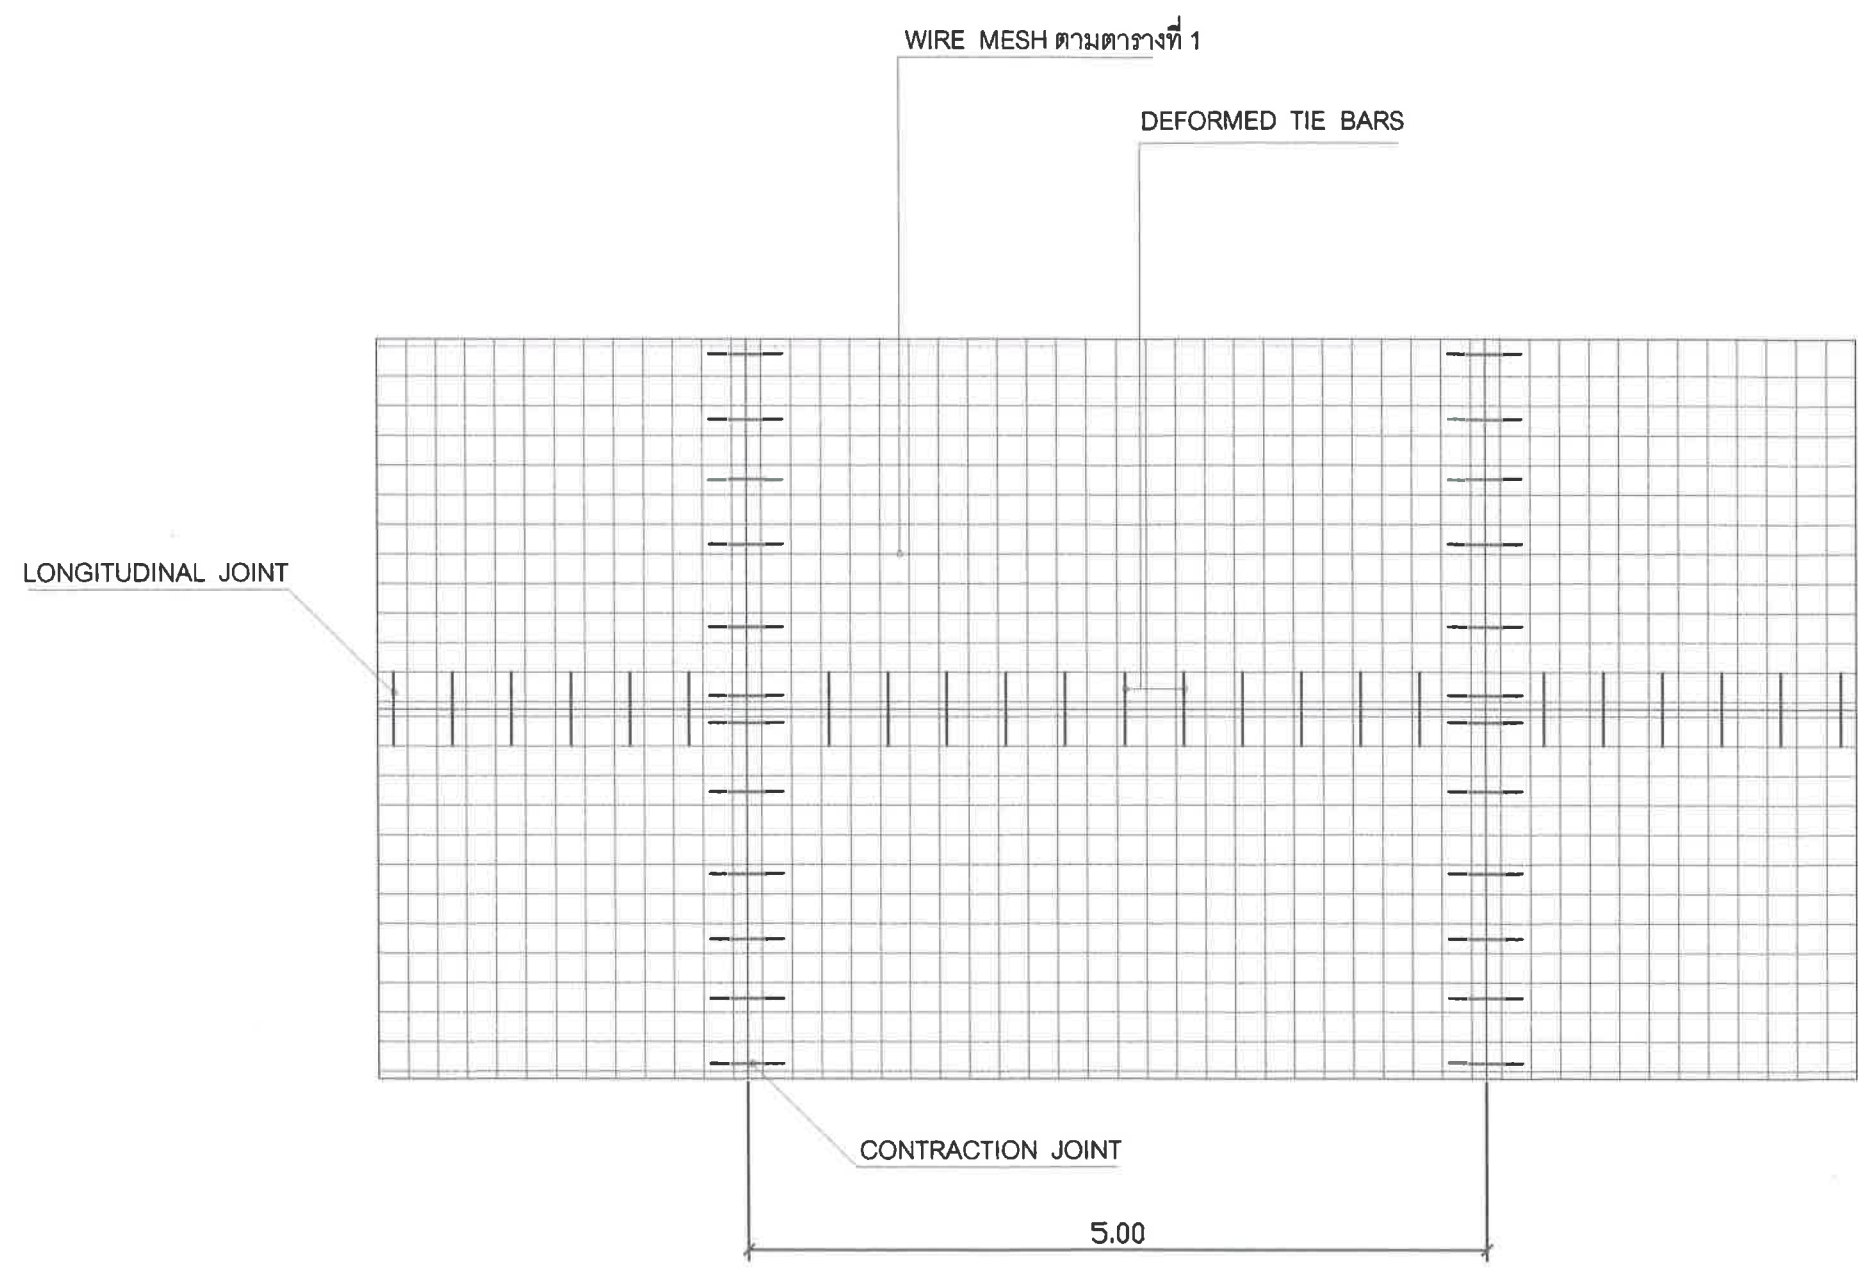 WIRE MESH ตามตารางที่ 1
DEFORMED TIE BARS
LONGITUDINAL JOINT
CONTRACTION JOINT
5.00